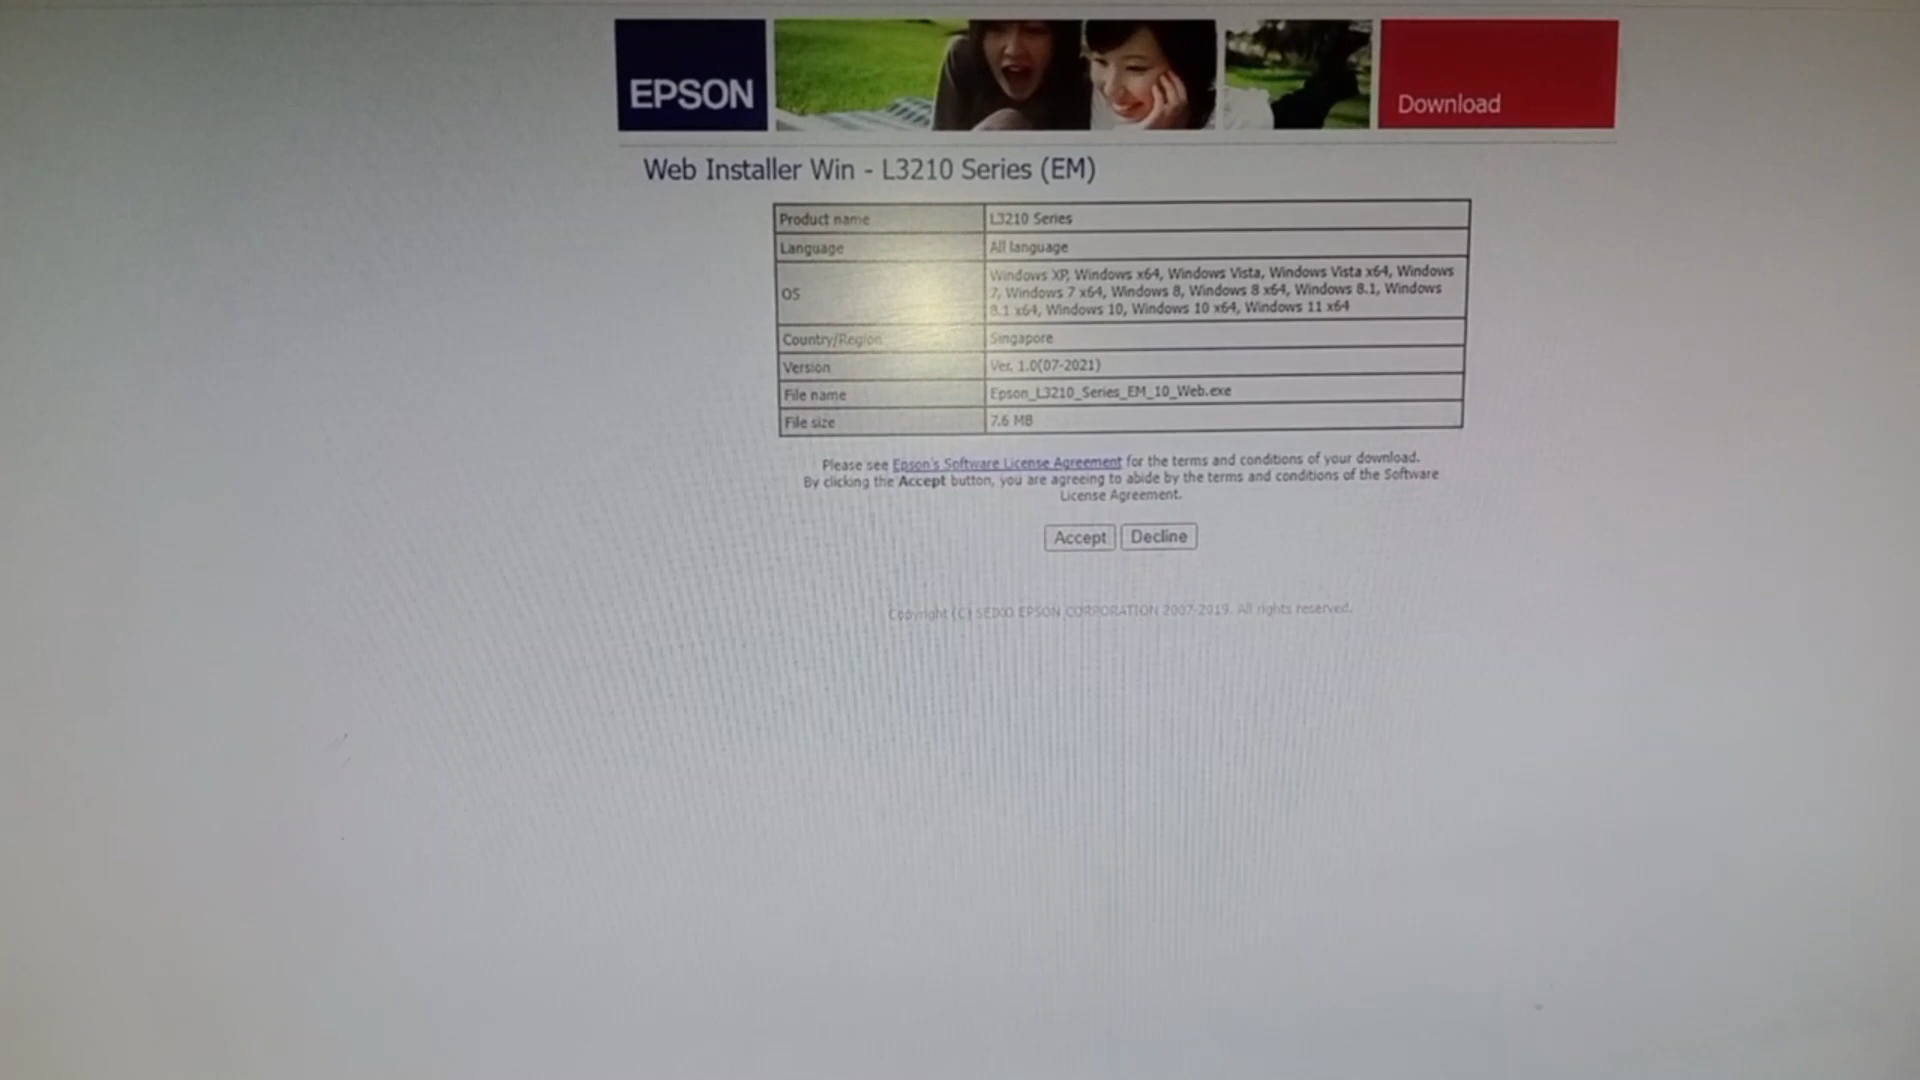 EPSON
Download
Web Installer Win - L3210 Series (EM)
Product name L3210 Series
Language All language
OS Windows XP, Windows x64, Windows Vista, Windows Vista x64, Windows
7, Windows 7 x64, Windows 8, Windows 8 x64, Windows 8.1, Windows
8.1 x64, Windows 10, Windows 10 x64, Windows 11 x64
Country/Region Singapore
Version Ver. 1.0(07-2021)
File name Epson_L3210_Series_EM_10_Web.exe
File size 7.6 MB
Please see Epson's Software License Agreement for the terms and conditions of your download.
By clicking the Accept button, you are agreeing to abide by the terms and conditions of the Software
License Agreement.
Accept Decline
Copyright (C) SEIKO EPSON CORPORATION 2007-2019. All rights reserved.